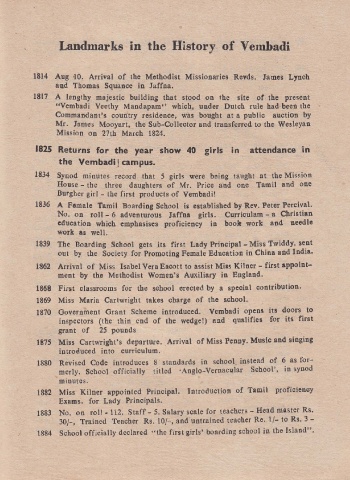 Landmarks in the History of Vembadi
1814 Aug 10. Arrival of the Methodist Missionaries Revds. James Lynch
and Thomas Squance in Jaffna.
1817 A lengthy majestic building that stood on the site of the present
"Vembadi Veethy Mandapam" which, under Dutch rule had been the
Commandant's country residence, was bought at a public auction by
Mr. James Mooyart, the Sub-Collector and transferred to the Wesleyan
Mission on 27th March 1824.
1825 Returns for the year show 40 girls in attendance in
the Vembadi campus.
1834 Synod minutes record that 5 girls were being taught at the Mission
House - the three daughters of Mr. Price and one Tamil and one
Burgher girl - the first products of Vembadi!
1836 A Female Tamil Boarding School is established by Rev. Peter Percival.
No. on roll - 6 adventurous Jaffna girls. Curriculam - a Christian
education which emphasises proficiency in book work and needle
work as well.
1839 The Boarding School gets its first Lady Principal - Miss Twiddy, sent
out by the Society for Promoting Female Education in China and India.
1862 Arrival of Miss. Isabel Vera Escott to assist Miss Kilner - first appoint-
ment by the Methodist Women's Auxiliary in England.
1868 First classrooms for the school erected by a special contribution.
1869 Miss Maria Cartwright takes charge of the school.
1870 Government Grant Scheme introduced. Vembadi opens its doors to
inspectors (the thin end of the wedge!) and qualifies for its first
grant of 25 pounds
1875 Miss Cartwright's departure. Arrival of Miss Penny. Music and singing
introduced into curriculum.
1880 Revised Code introduces 8 standards in school instead of 6 as for-
merly. School officially titled 'Anglo-Vernacular School', in synod
minutes.
1882 Miss Kilner appointed Principal. Introduction of Tamil proficiency
Exams. for Lady Principals.
1883 No. on roll - 112. Staff - 5. Salary scale for teachers - Head master Rs.
30/-, Trained Teacher Rs. 10/-, and untrained teacher Re. 1/- to Rs. 3 -
1884 School officially declared "the first girls' boarding school in the Island".